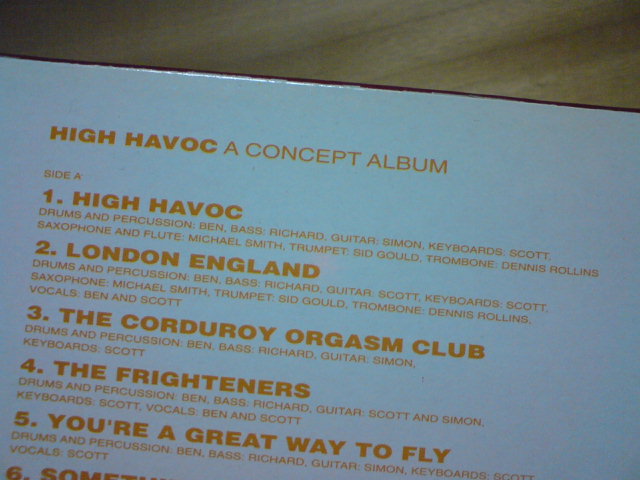 HIGH HAVOC A CONCEPT ALBUM
SIDE A
1. HIGH HAVOC
DRUMS AND PERCUSSION: BEN, BASS: RICHARD, GUITAR: SIMON, KEYBOARDS: SCOTT,
SAXOPHONE AND FLUTE: MICHAEL SMITH, TRUMPET: SID GOULD, TROMBONE: DENNIS ROLLINS
2. LONDON ENGLAND
DRUMS AND PERCUSSION: BEN, BASS: RICHARD, GUITAR: SCOTT, KEYBOARDS: SCOTT,
SAXOPHONE: MICHAEL SMITH, TRUMPET: SID GOULD, TROMBONE: DENNIS ROLLINS,
VOCALS: BEN AND SCOTT
3. THE CORDUROY ORGASM CLUB
DRUMS AND PERCUSSION: BEN, BASS: RICHARD, GUITAR: SIMON,
KEYBOARDS: SCOTT
4. THE FRIGHTENERS
DRUMS AND PERCUSSION: BEN, BASS: RICHARD, GUITAR: SCOTT AND SIMON,
KEYBOARDS: SCOTT, VOCALS: BEN AND SCOTT
5. YOU'RE A GREAT WAY TO FLY
DRUMS AND PERCUSSION: BEN, BASS: RICHARD, GUITAR: SIMON, KEYBOARDS: SCOTT,
VOCALS: SCOTT
6.